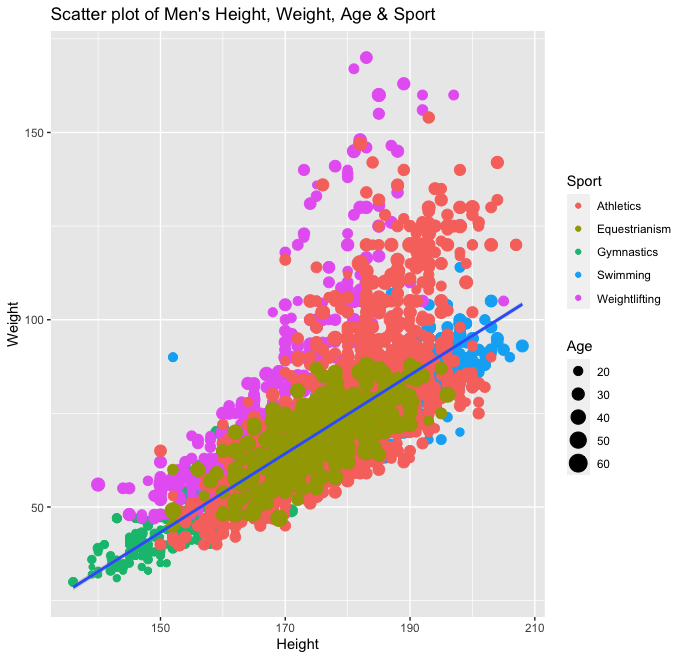 Scatter plot of Men's Height, Weight, Age & Sport
Weight
150
100
50
150
170
190
210
Height
Sport
Athletics
Equestrianism
Gymnastics
Swimming
Weightlifting
Age
20
30
40
50
60